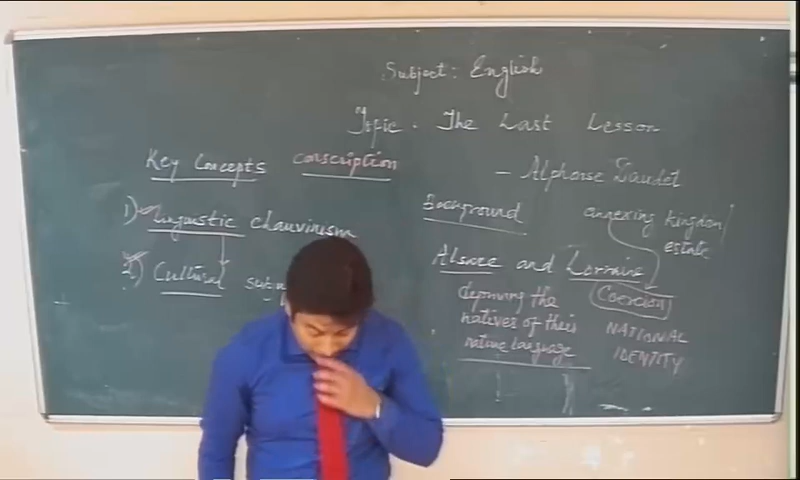 Subject: English
Topic - The Last Lesson
- Alphonse Daudet
Key Concepts conscription
1) Linguistic chauvinism
2) Cultural
Background
annexing kingdom/
estate
Alsace and Lorraine
depriving the
natives of their
native language
Coercion
NATIONAL
IDENTITY